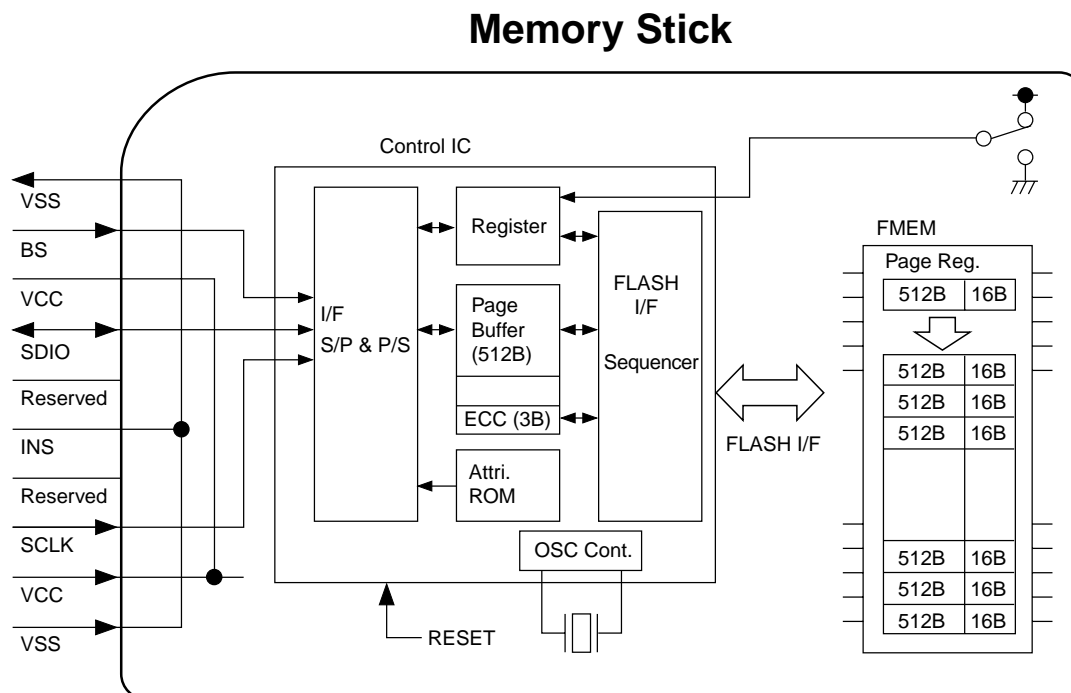 Memory Stick
Control IC
VSS
BS
VCC
SDIO
Reserved
INS
Reserved
SCLK
VCC
VSS
I/F
S/P & P/S
Register
Page
Buffer
(512B)
ECC (3B)
Attri.
ROM
FLASH
I/F
Sequencer
OSC Cont.
RESET
FLASH I/F
FMEM
Page Reg.
512B 16B
512B 16B
512B 16B
512B 16B
512B 16B
512B 16B
512B 16B